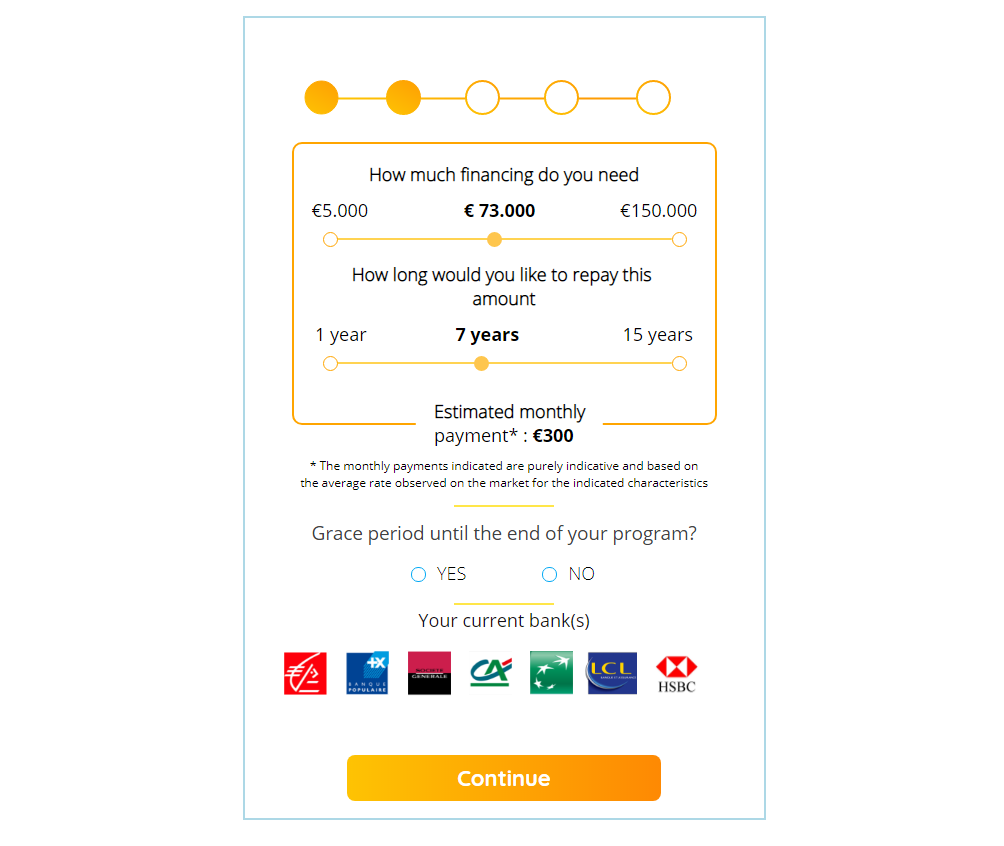 How much financing do you need
€5.000 € 73.000 €150.000
How long would you like to repay this
amount
1 year 7 years 15 years
Estimated monthly
payment* : €300
* The monthly payments indicated are purely indicative and based on
the average rate observed on the market for the indicated characteristics
Grace period until the end of your program?
YES NO
Your current bank(s)
+X
BANQUE
POPULAIRE
SOCIETE
GENERALE
CA
LCL
HSBC
Continue